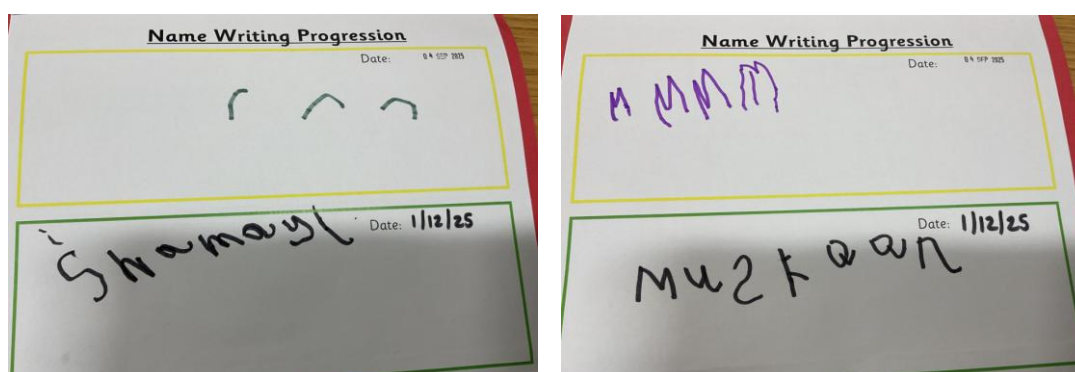 Name Writing Progression
Date: 04 SEP 2025
Shamayl
Date: 1/12/25
Name Writing Progression
Date: 04 SEP 2025
M M M M
Date: 1/12/25
Muskaan